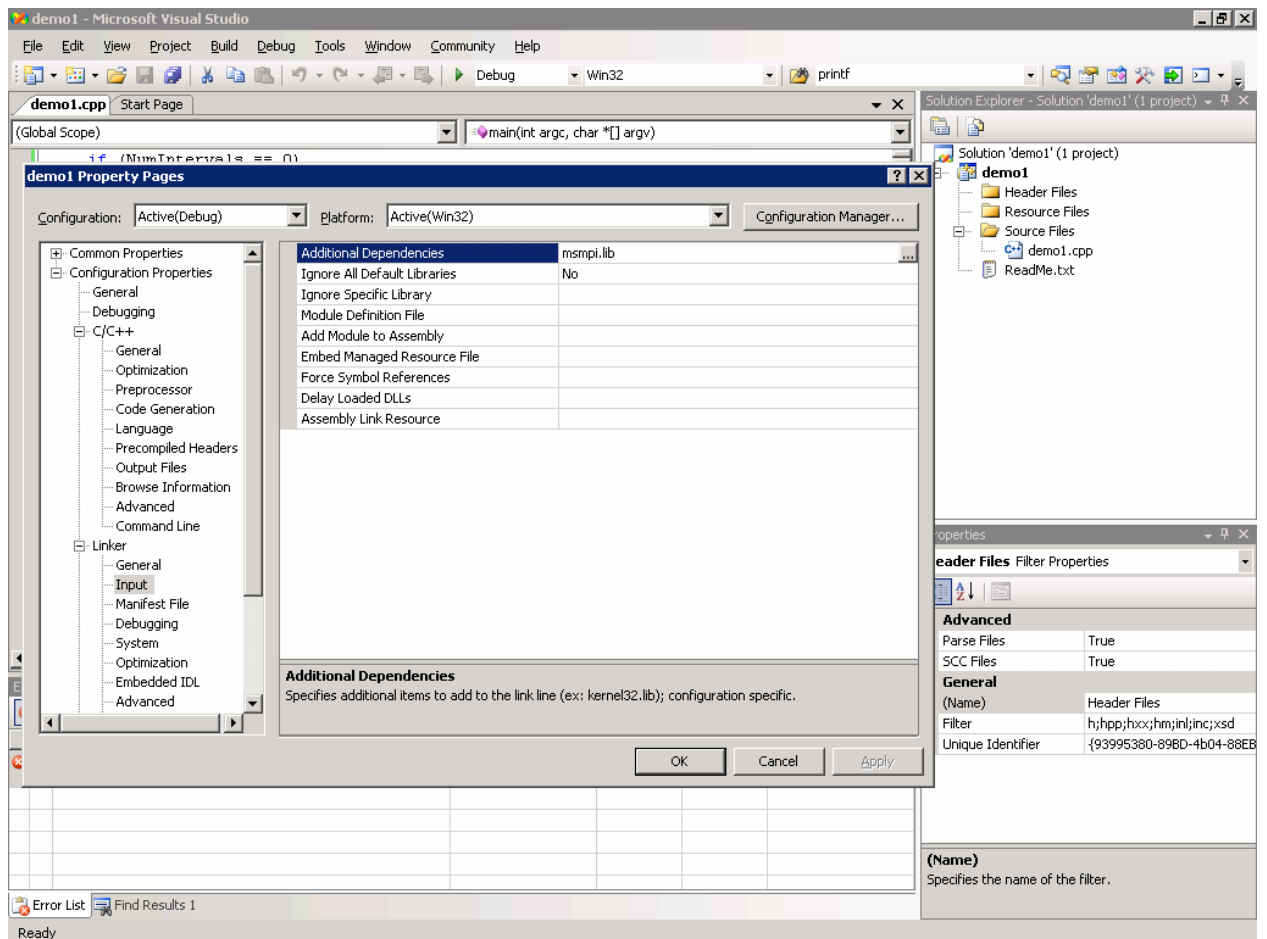 demo1 - Microsoft Visual Studio
File Edit View Project Build Debug Tools Window Community Help
Debug Win32 printf
demo1.cpp Start Page
(Global Scope) main(int argc, char *[] argv)
if (NumIntervals == 0)
demo1 Property Pages
Configuration: Active(Debug) Platform: Active(Win32) Configuration Manager...
Common Properties
Configuration Properties
General
Debugging
C/C++
General
Optimization
Preprocessor
Code Generation
Language
Precompiled Headers
Output Files
Browse Information
Advanced
Command Line
Linker
General
Input
Manifest File
Debugging
System
Optimization
Embedded IDL
Advanced
Additional Dependencies msmpi.lib ...
Ignore All Default Libraries No
Ignore Specific Library
Module Definition File
Add Module to Assembly
Embed Managed Resource File
Force Symbol References
Delay Loaded DLLs
Assembly Link Resource
Additional Dependencies
Specifies additional items to add to the link line (ex: kernel32.lib); configuration specific.
OK Cancel Apply
Solution Explorer - Solution 'demo1' (1 project)
Solution 'demo1' (1 project)
demo1
Header Files
Resource Files
Source Files
demo1.cpp
ReadMe.txt
roperties
eader Files Filter Properties
Advanced
Parse Files True
SCC Files True
General
(Name) Header Files
Filter h;hpp;hxx;hm;inl;inc;xsd
Unique Identifier {93995380-89BD-4b04-88EB
(Name)
Specifies the name of the filter.
Error List Find Results 1
Ready